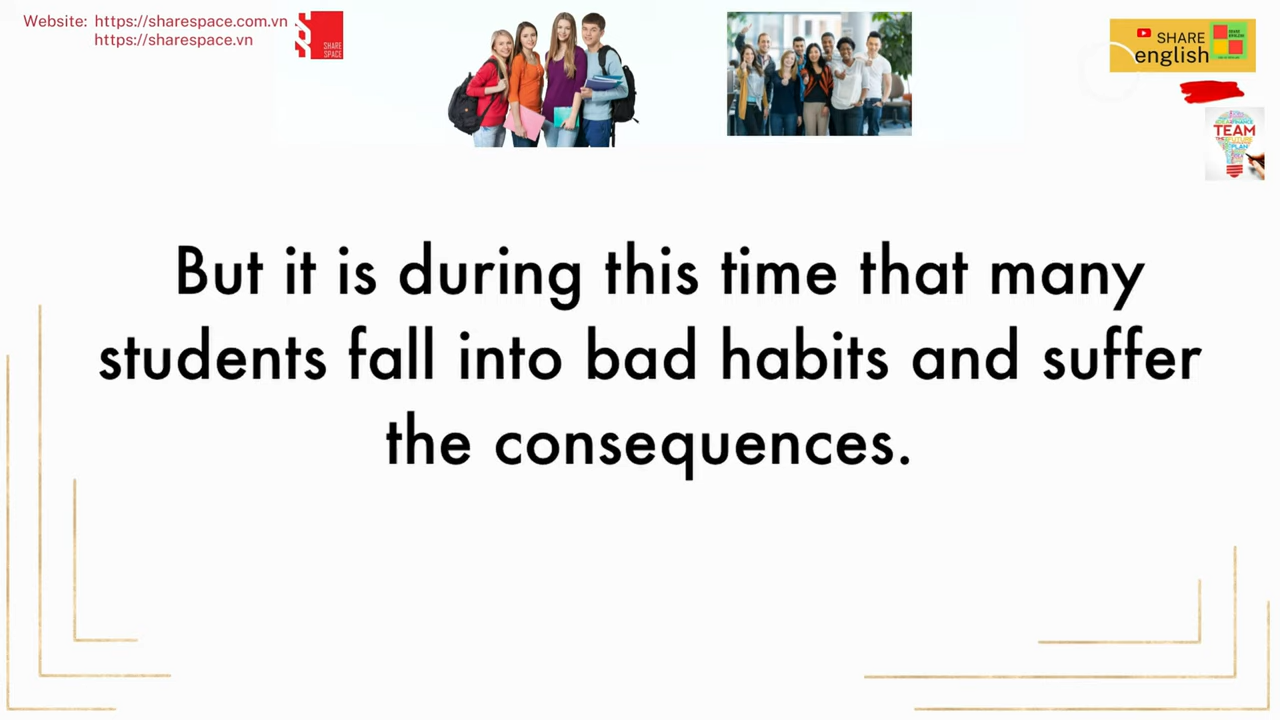 Website: https://sharespace.com.vn
https://sharespace.vn
SHARE
SPACE
SHARE
english
TEAM
PLAN
But it is during this time that many
students fall into bad habits and suffer
the consequences.